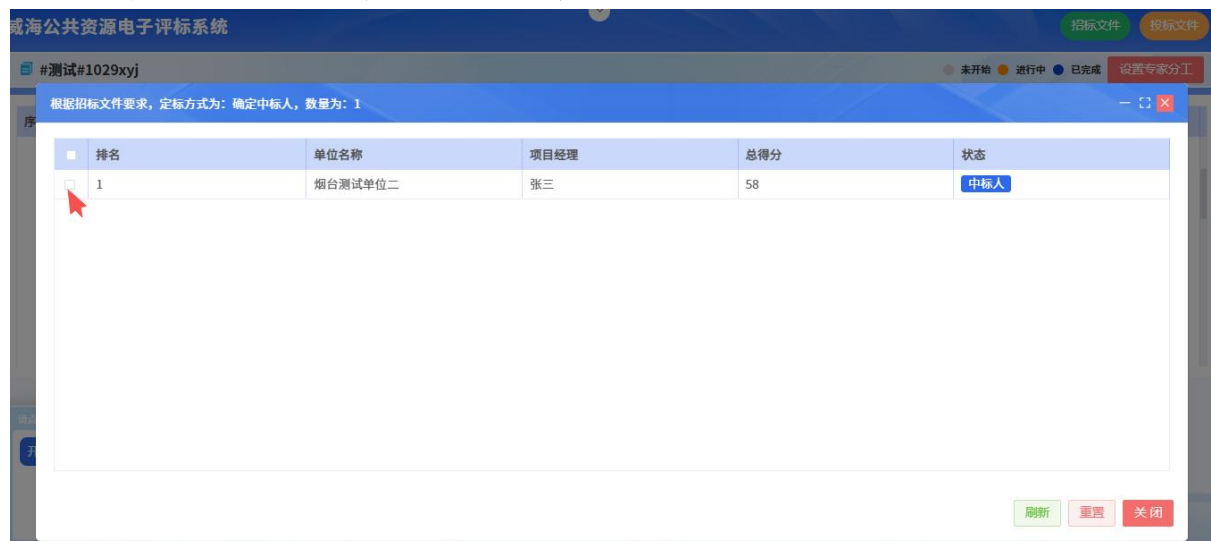 威海公共资源电子评标系统
招标文件 投标文件
#测试#1029xyj
未开始 进行中 已完成 设置专家分工
根据招标文件要求，定标方式为：确定中标人，数量为：1
序
排名 单位名称 项目经理 总得分 状态
1 烟台测试单位二 张三 58 中标人
开
刷新 重置 关闭